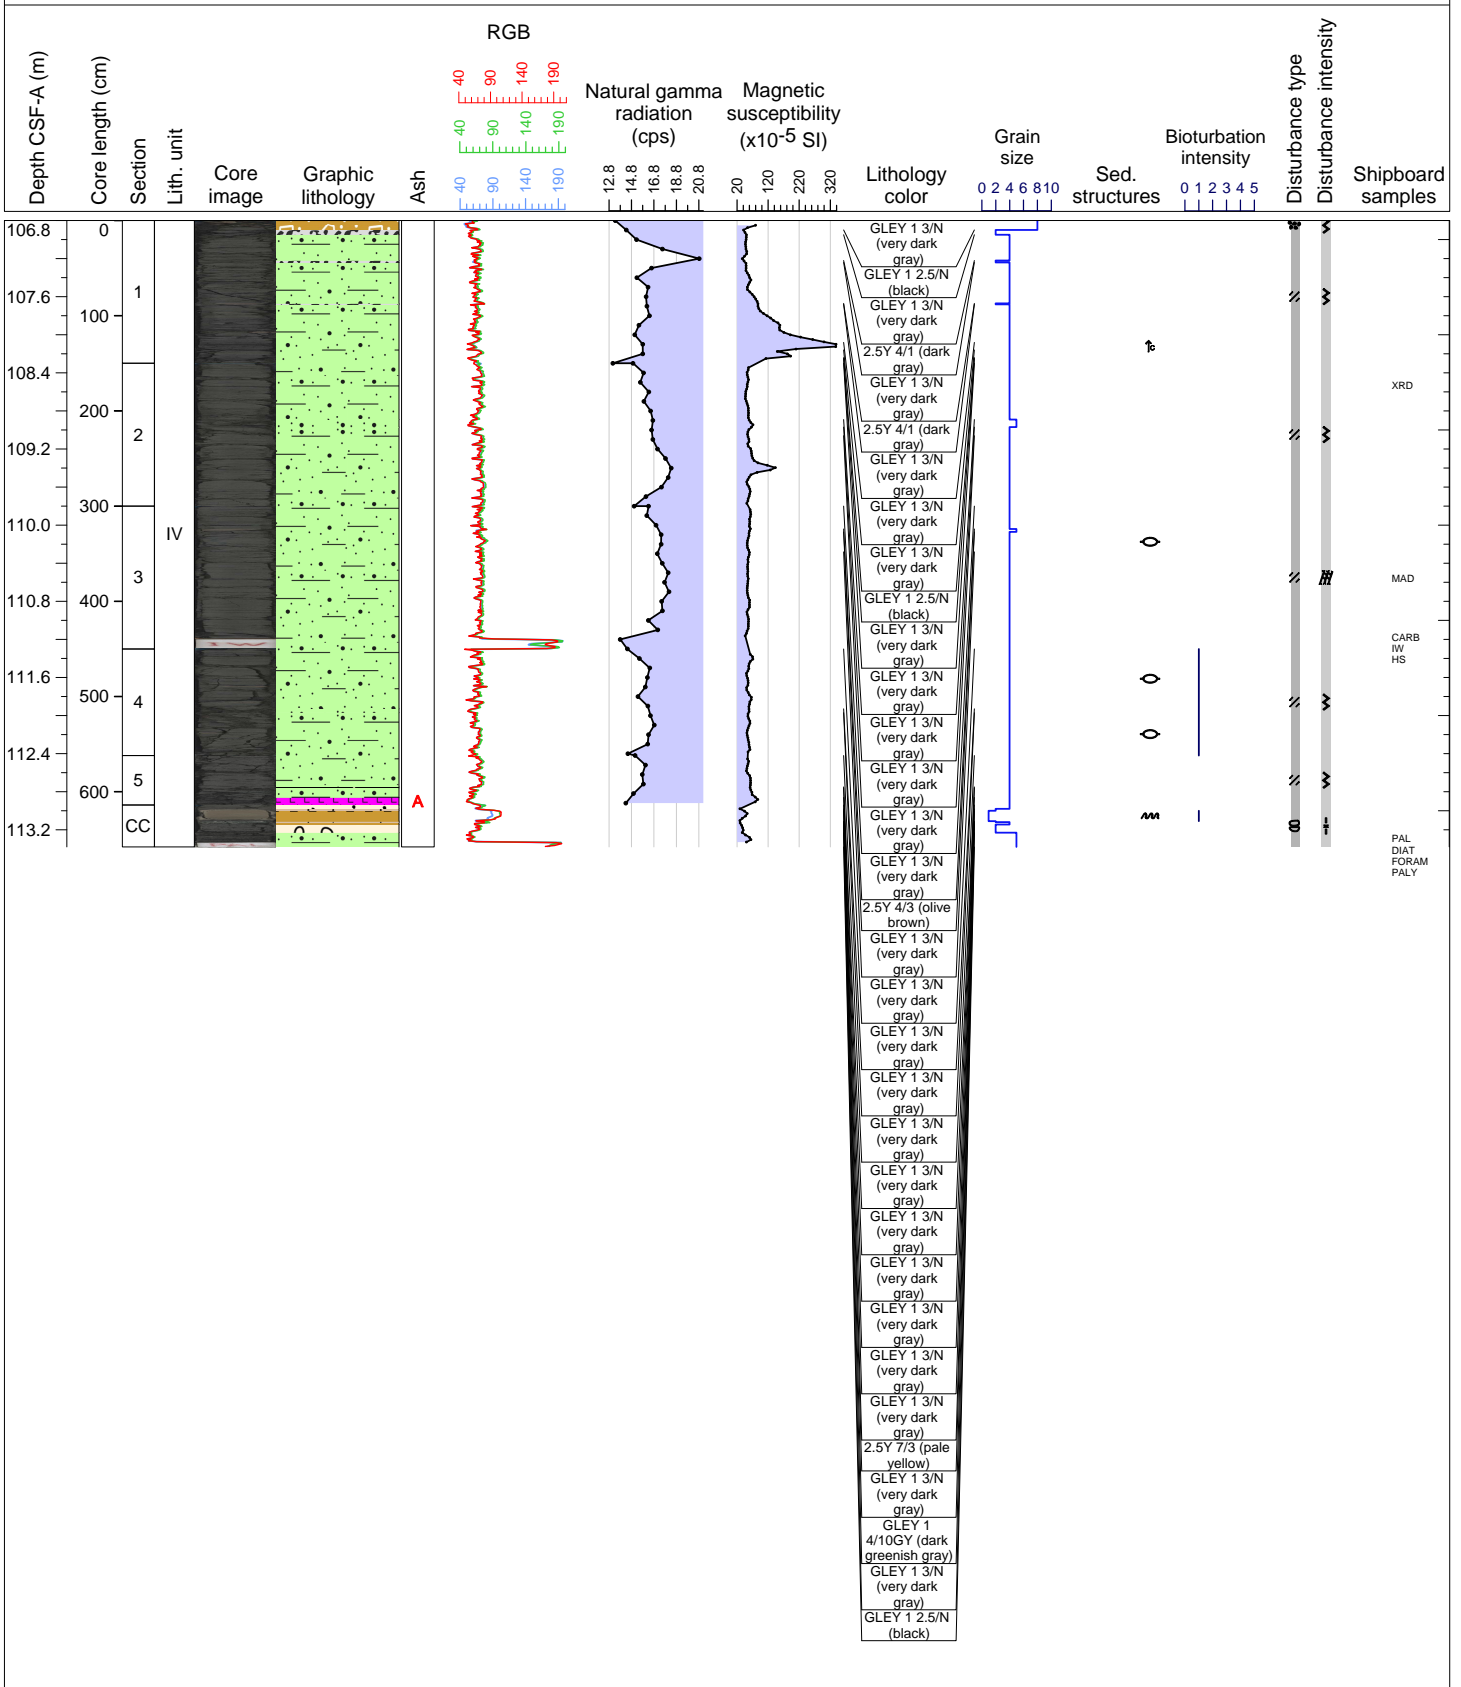 RGB
40 90 140 190
40 90 140 190
40 90 140 190
Depth CSF-A (m)
Core length (cm)
Section
Lith. unit
Core
image
Graphic
lithology
Ash
Natural gamma
radiation
(cps)
12.8 14.8 16.8 18.8 20.8
Magnetic
susceptibility
(x10-5 SI)
20 120 220 320
Lithology
color
Grain
size
0 2 4 6 8 10
Sed.
structures
Bioturbation
intensity
0 1 2 3 4 5
Disturbance type
Disturbance intensity
Shipboard
samples
106.8
107.6
108.4
109.2
110.0
110.8
111.6
112.4
113.2
0
100
200
300
400
500
600
1
2
3
4
5
CC
IV
A
GLEY 1 3/N
(very dark
gray)
GLEY 1 2.5/N
(black)
GLEY 1 3/N
(very dark
gray)
2.5Y 4/1 (dark
gray)
GLEY 1 3/N
(very dark
gray)
2.5Y 4/1 (dark
gray)
GLEY 1 3/N
(very dark
gray)
GLEY 1 3/N
(very dark
gray)
GLEY 1 3/N
(very dark
gray)
GLEY 1 2.5/N
(black)
GLEY 1 3/N
(very dark
gray)
GLEY 1 3/N
(very dark
gray)
GLEY 1 3/N
(very dark
gray)
GLEY 1 3/N
(very dark
gray)
GLEY 1 3/N
(very dark
gray)
GLEY 1 3/N
(very dark
gray)
2.5Y 4/3 (olive
brown)
GLEY 1 3/N
(very dark
gray)
GLEY 1 3/N
(very dark
gray)
GLEY 1 3/N
(very dark
gray)
GLEY 1 3/N
(very dark
gray)
GLEY 1 3/N
(very dark
gray)
GLEY 1 3/N
(very dark
gray)
GLEY 1 3/N
(very dark
gray)
GLEY 1 3/N
(very dark
gray)
GLEY 1 3/N
(very dark
gray)
GLEY 1 3/N
(very dark
gray)
GLEY 1 3/N
(very dark
gray)
2.5Y 7/3 (pale
yellow)
GLEY 1 3/N
(very dark
gray)
GLEY 1
4/10GY (dark
greenish gray)
GLEY 1 3/N
(very dark
gray)
GLEY 1 2.5/N
(black)
c
XRD
MAD
CARB
IW
HS
PAL
DIAT
FORAM
PALY